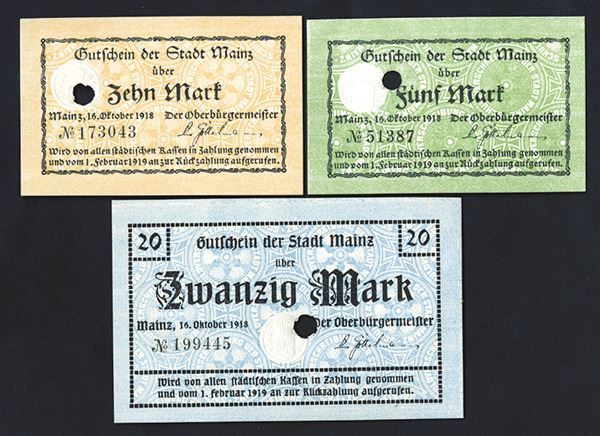 Gutschein der Stadt Mainz
über
Zehn Mark
Mainz, 16. Oktober 1918 Der Oberbürgermeister
№ 173043
Wird von allen städtischen Kassen in Zahlung genommen
und vom 1. Februar 1919 an zur Rückzahlung aufgerufen.
Gutschein der Stadt Mainz
über
Fünf Mark
Mainz, 16. Oktober 1918 Der Oberbürgermeister
№ 51387
Wird von allen städtischen Kassen in Zahlung genommen
und vom 1. Februar 1919 an zur Rückzahlung aufgerufen.
20 Gutschein der Stadt Mainz 20
über
Zwanzig Mark
Mainz, 16. Oktober 1918 Der Oberbürgermeister
№ 199445
Wird von allen städtischen Kassen in Zahlung genommen
und vom 1. Februar 1919 an zur Rückzahlung aufgerufen.